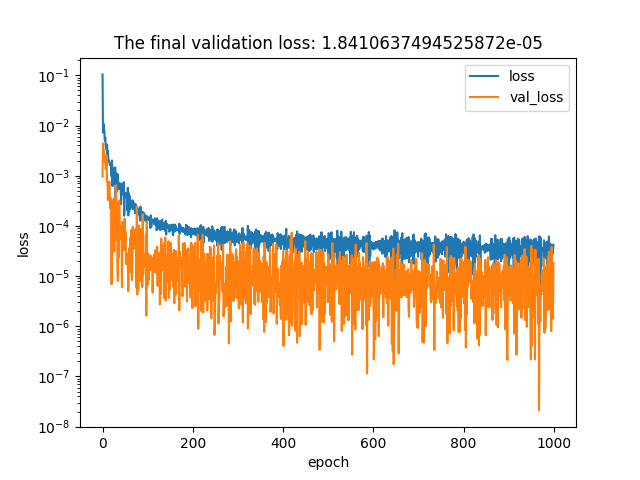 The final validation loss: 1.8410637494525872e-05
loss
val_loss
10⁻¹
10⁻²
10⁻³
10⁻⁴
10⁻⁵
10⁻⁶
10⁻⁷
10⁻⁸
loss
0 200 400 600 800 1000
epoch